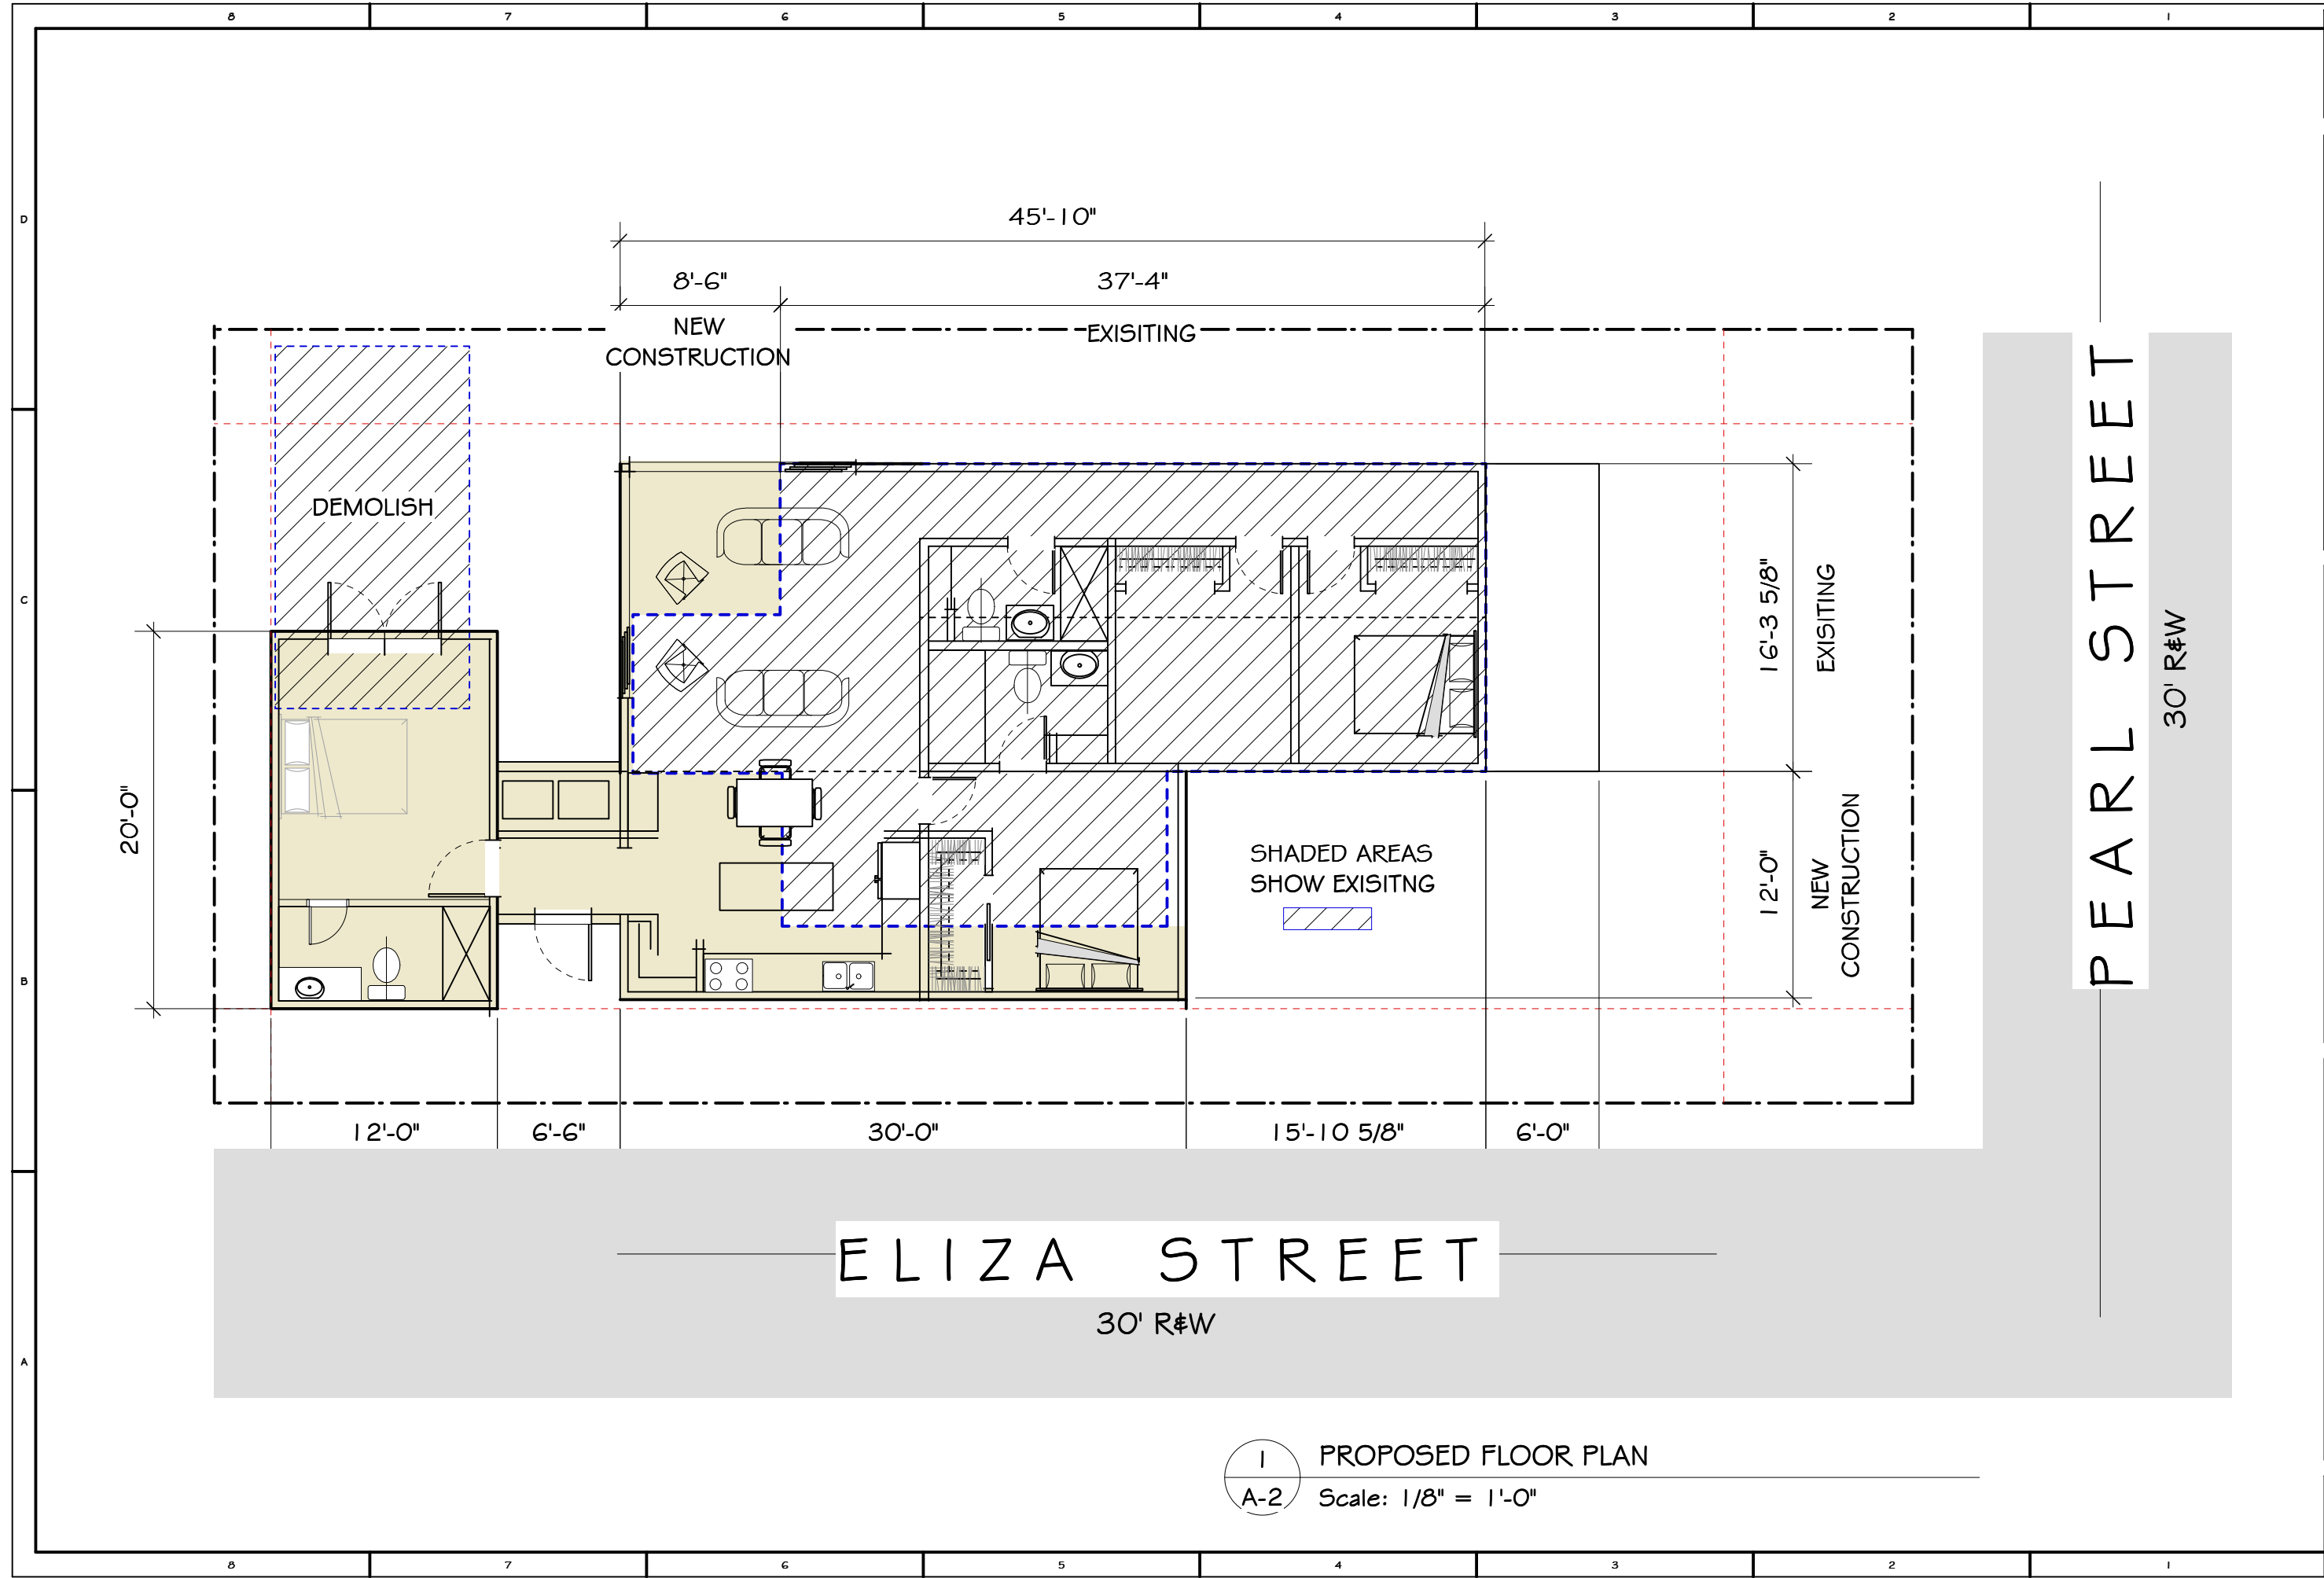 8 7 6 5 4 3 2 1
D
45'-10"
8'-6"
37'-4"
NEW
CONSTRUCTION
EXISITING
DEMOLISH
C
16'-3 5/8"
EXISITING
PEARL STREET
30' R&W
20'-0"
SHADED AREAS
SHOW EXISITNG
12'-0"
NEW
CONSTRUCTION
B
12'-0"
6'-6"
30'-0"
15'-10 5/8"
6'-0"
ELIZA STREET
30' R&W
A
1
A-2
PROPOSED FLOOR PLAN
Scale: 1/8" = 1'-0"
8 7 6 5 4 3 2 1